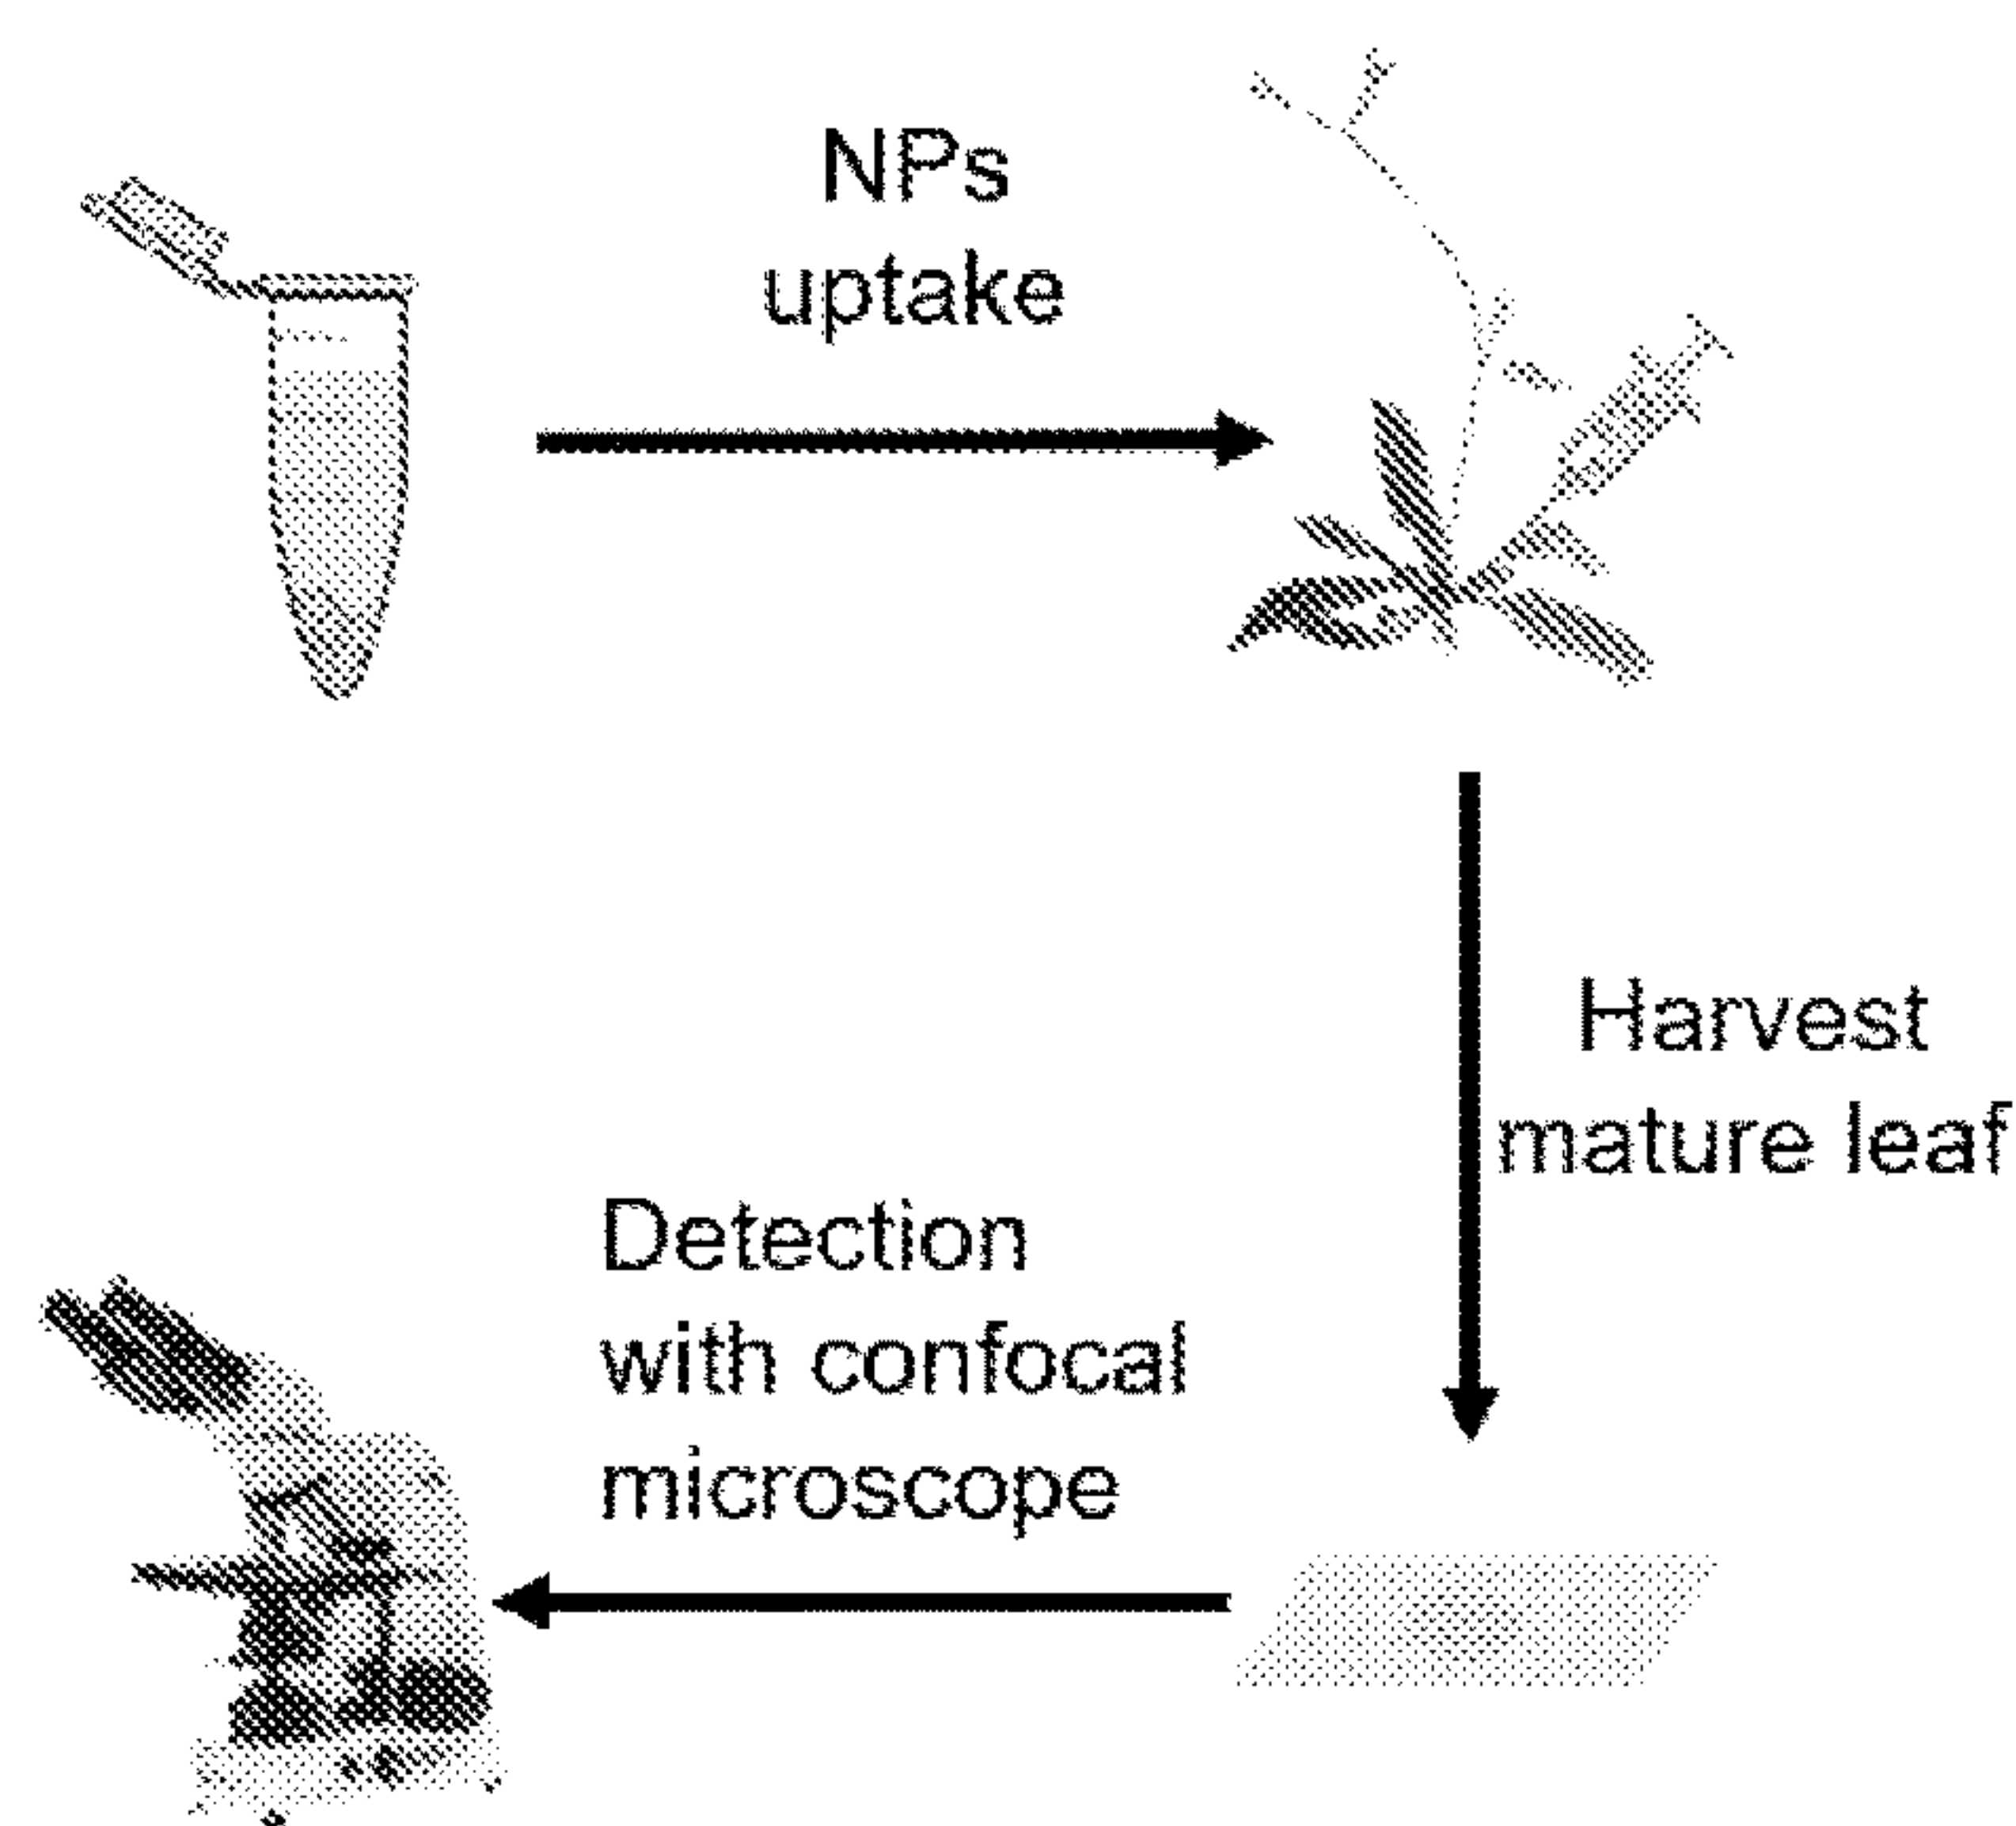 NPs
uptake
Harvest
mature leaf
Detection
with confocal
microscope